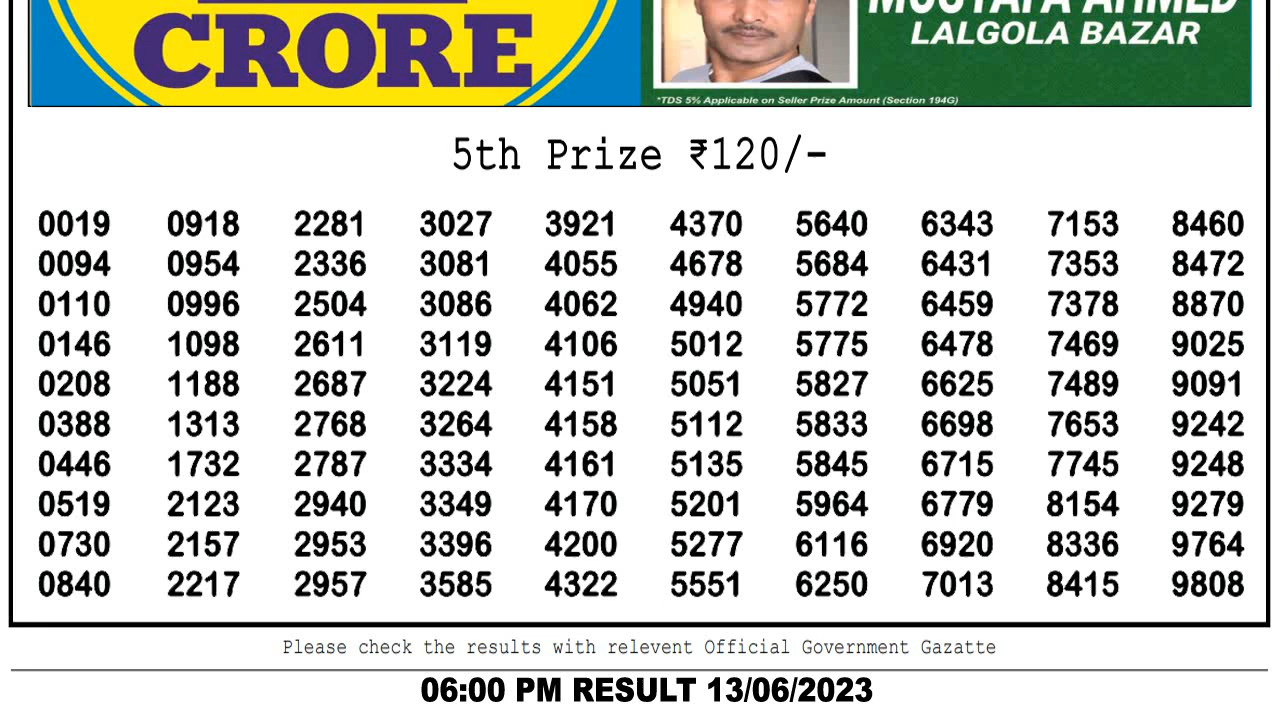 CRORE
MUSTAFA AHMED
LALGOLA BAZAR
*TDS 5% Applicable on Seller Prize Amount (Section 194G)
5th Prize ₹120/-
0019 0918 2281 3027 3921 4370 5640 6343 7153 8460
0094 0954 2336 3081 4055 4678 5684 6431 7353 8472
0110 0996 2504 3086 4062 4940 5772 6459 7378 8870
0146 1098 2611 3119 4106 5012 5775 6478 7469 9025
0208 1188 2687 3224 4151 5051 5827 6625 7489 9091
0388 1313 2768 3264 4158 5112 5833 6698 7653 9242
0446 1732 2787 3334 4161 5135 5845 6715 7745 9248
0519 2123 2940 3349 4170 5201 5964 6779 8154 9279
0730 2157 2953 3396 4200 5277 6116 6920 8336 9764
0840 2217 2957 3585 4322 5551 6250 7013 8415 9808
Please check the results with relevent Official Government Gazatte
06:00 PM RESULT 13/06/2023